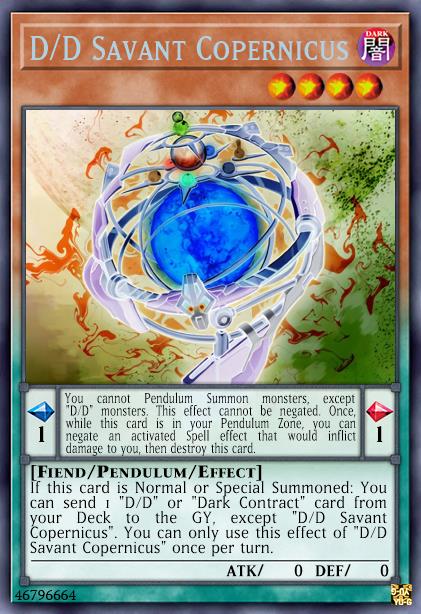 D/D SAVANT COPERNICUS
DARK
闇
You cannot Pendulum Summon monsters, except
"D/D" monsters. This effect cannot be negated. Once,
while this card is in your Pendulum Zone, you can
negate an activated Spell effect that would inflict
damage to you, then destroy this card.
1
1
[FIEND/PENDULUM/EFFECT]
If this card is Normal or Special Summoned: You
can send 1 "D/D" or "Dark Contract" card from
your Deck to the GY, except "D/D Savant
Copernicus". You can only use this effect of "D/D
Savant Copernicus" once per turn.
ATK/ 0 DEF/ 0
46796664